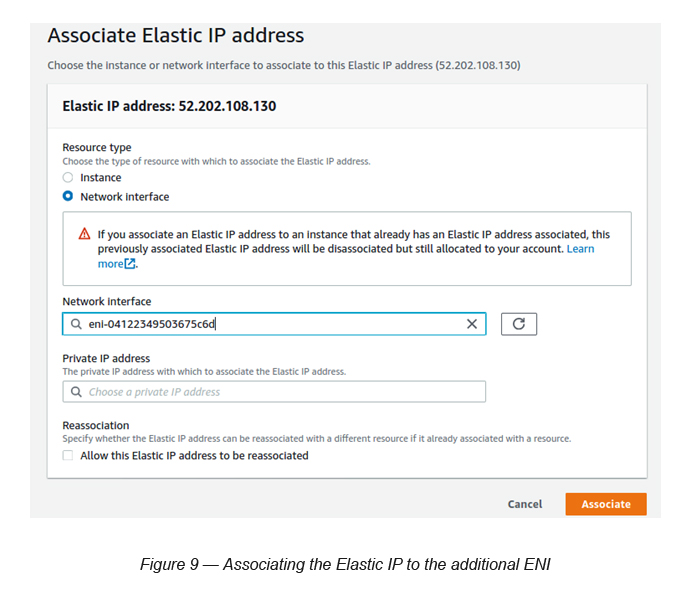 Associate Elastic IP address
Choose the instance or network interface to associate to this Elastic IP address (52.202.108.130)
Elastic IP address: 52.202.108.130
Resource type
Choose the type of resource with which to associate the Elastic IP address.
Instance
Network interface
If you associate an Elastic IP address to an instance that already has an Elastic IP address associated, this
previously associated Elastic IP address will be disassociated but still allocated to your account. Learn
more.
Network interface
eni-04122349503675c6d
Private IP address
The private IP address with which to associate the Elastic IP address.
Choose a private IP address
Reassociation
Specify whether the Elastic IP address can be reassociated with a different resource if it already associated with a resource.
Allow this Elastic IP address to be reassociated
Cancel Associate
Figure 9 — Associating the Elastic IP to the additional ENI